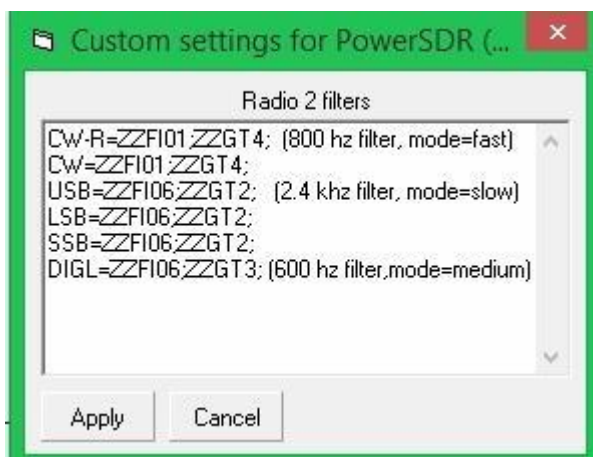 Custom settings for PowerSDR (...
Radio 2 filters
CW-R=ZZFI01;ZZGT4; (800 hz filter, mode=fast)
CW=ZZFI01;ZZGT4;
USB=ZZFI06;ZZGT2; (2.4 khz filter, mode=slow)
LSB=ZZFI06;ZZGT2;
SSB=ZZFI06;ZZGT2;
DIGL=ZZFI06;ZZGT3; (600 hz filter,mode=medium)
Apply Cancel